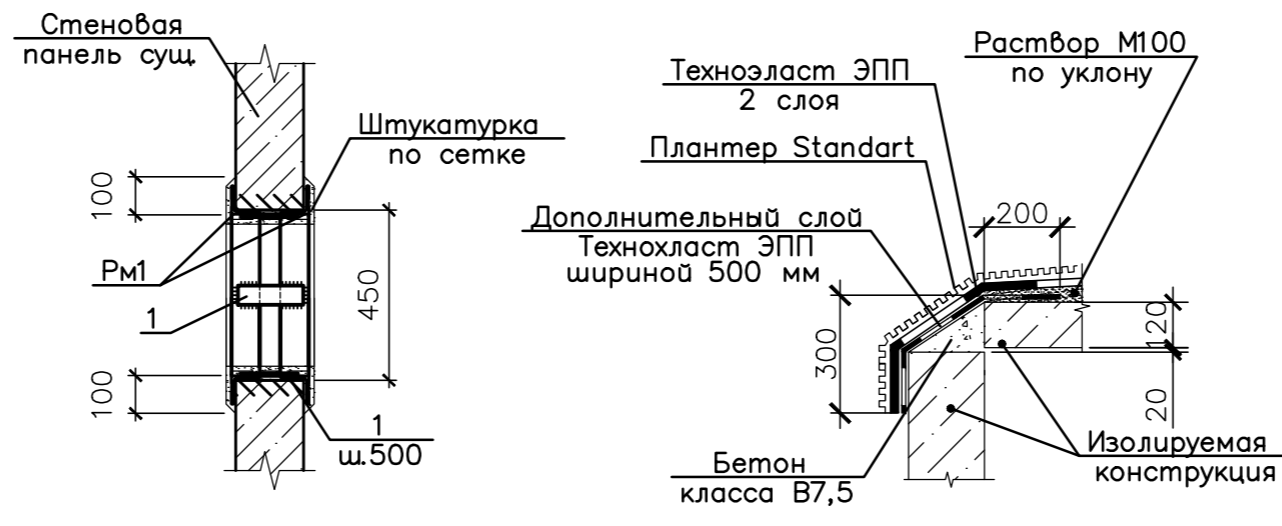 Стеновая
панель сущ.
Штукатурка
по сетке
100
Рм1
1
450
100
1
ш.500
Техноэласт ЭПП
2 слоя
Раствор М100
по уклону
Плантер Standart
Дополнительный слой
Технохласт ЭПП
шириной 500 мм
200
300
120
20
Бетон
класса В7,5
Изолируемая
конструкция